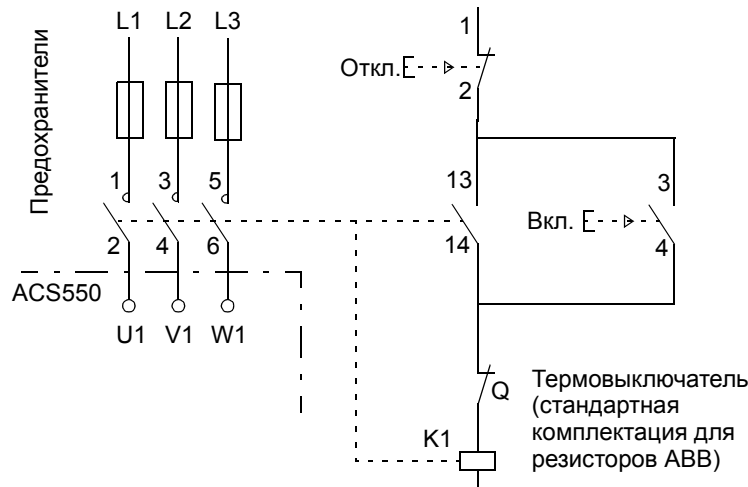 Предохранители
L1 L2 L3
1 3 5
2 4 6
ACS550
U1 V1 W1
1
Откл.
2
13
14
3
Вкл.
4
Q
Термовыключатель
(стандартная
комплектация для
резисторов ABB)
K1